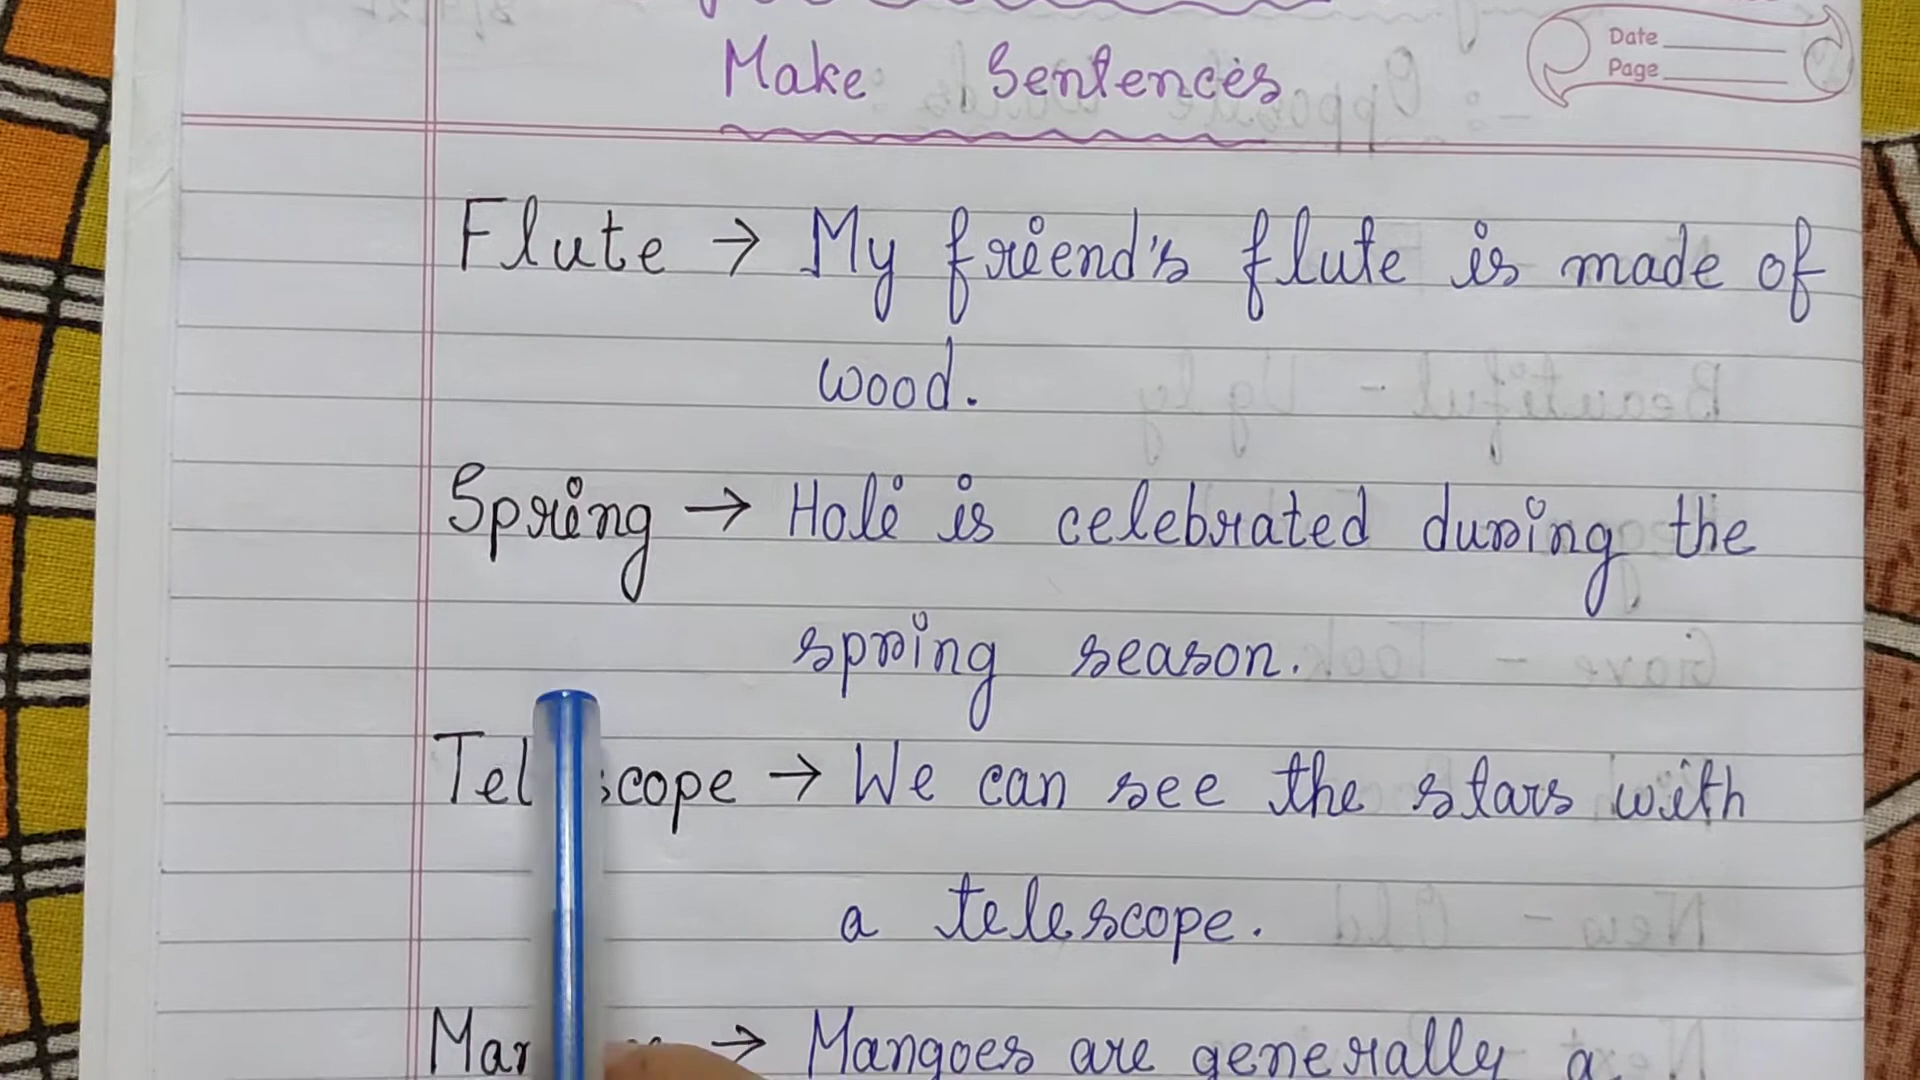 Make Sentences
Date
Page
Flute → My friend's flute is made of
wood.
Spring → Holi is celebrated during the
spring season.
Telescope → We can see the stars with
a telescope.
→ Mangoes are generally a